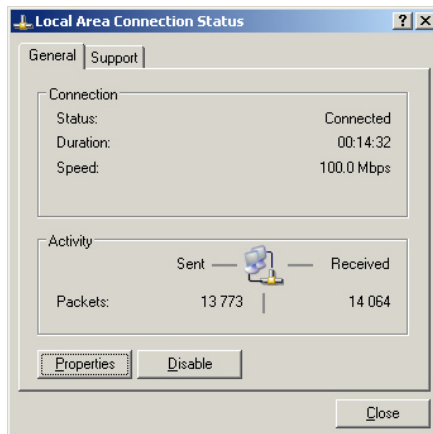 Local Area Connection Status
General Support
Connection
Status: Connected
Duration: 00:14:32
Speed: 100.0 Mbps
Activity
Sent Received
Packets: 13 773 14 064
Properties Disable
Close